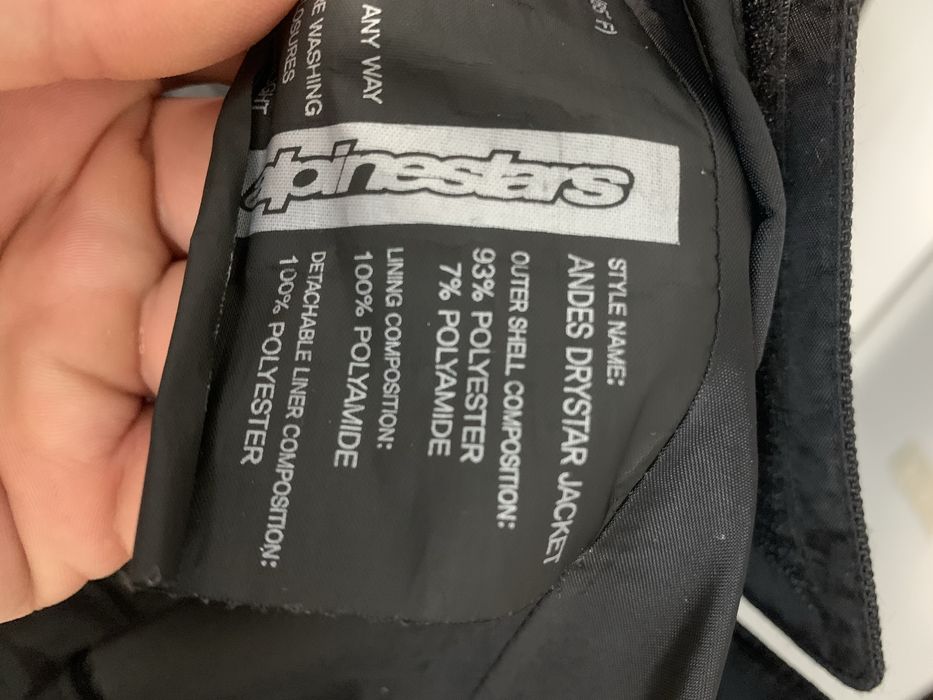 ANY WAY
WASHING
OSURES
alpinestars
STYLE NAME:
ANDES DRYSTAR JACKET
OUTER SHELL COMPOSITION:
93% POLYESTER
7% POLYAMIDE
LINING COMPOSITION:
100% POLYAMIDE
DETACHABLE LINER COMPOSITION:
100% POLYESTER